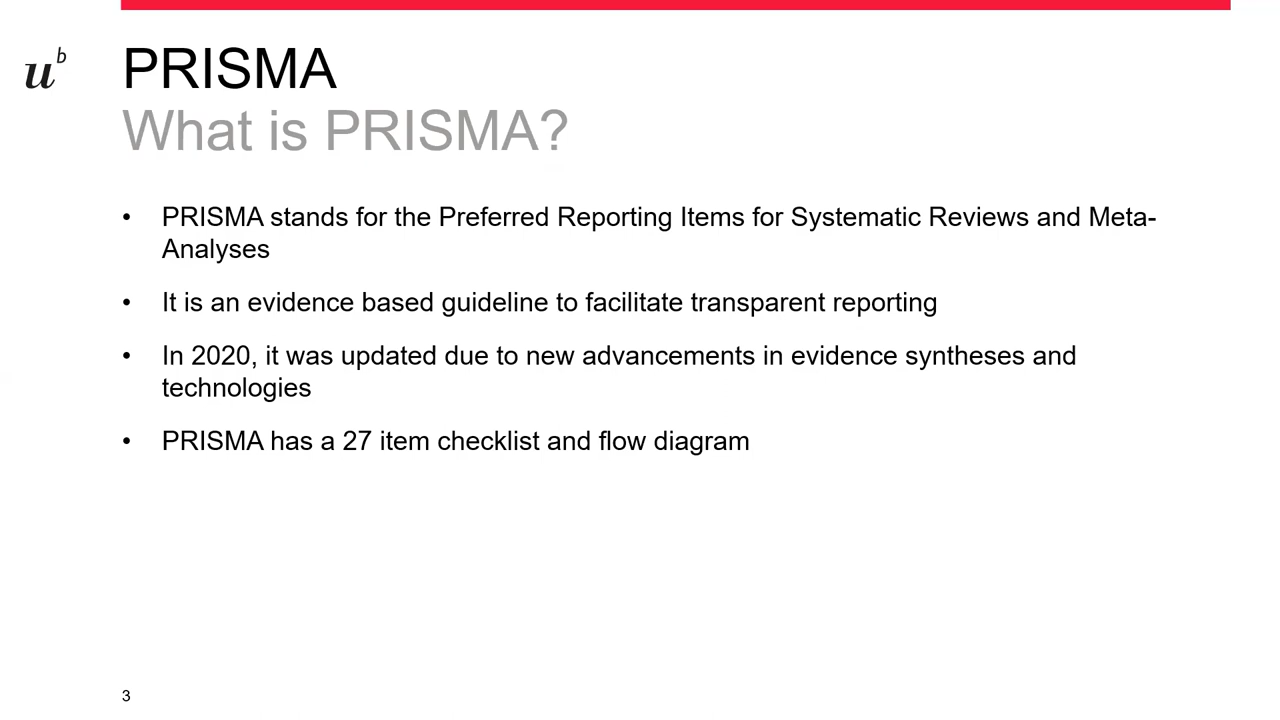 u^b
PRISMA
What is PRISMA?
• PRISMA stands for the Preferred Reporting Items for Systematic Reviews and Meta-
Analyses
• It is an evidence based guideline to facilitate transparent reporting
• In 2020, it was updated due to new advancements in evidence syntheses and
technologies
• PRISMA has a 27 item checklist and flow diagram
3